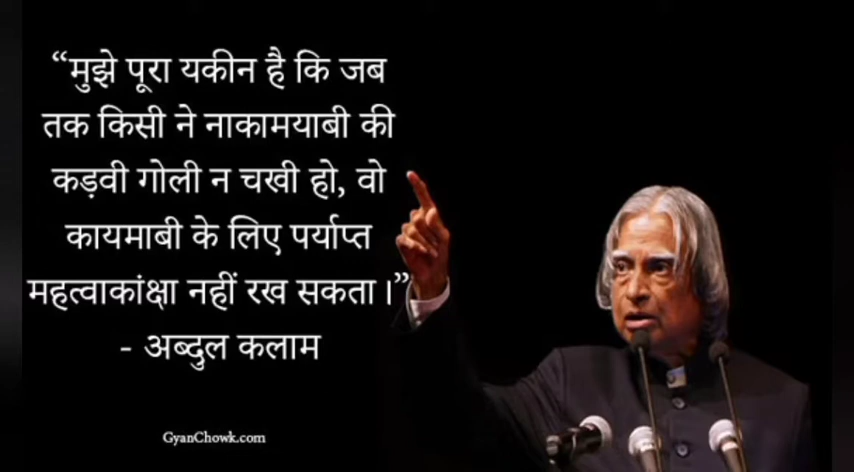 “मुझे पूरा यकीन है कि जब
तक किसी ने नाकामयाबी की
कड़वी गोली न चखी हो, वो
कायमाबी के लिए पर्याप्त
महत्वाकांक्षा नहीं रख सकता।”
- अब्दुल कलाम
GyanChowk.com